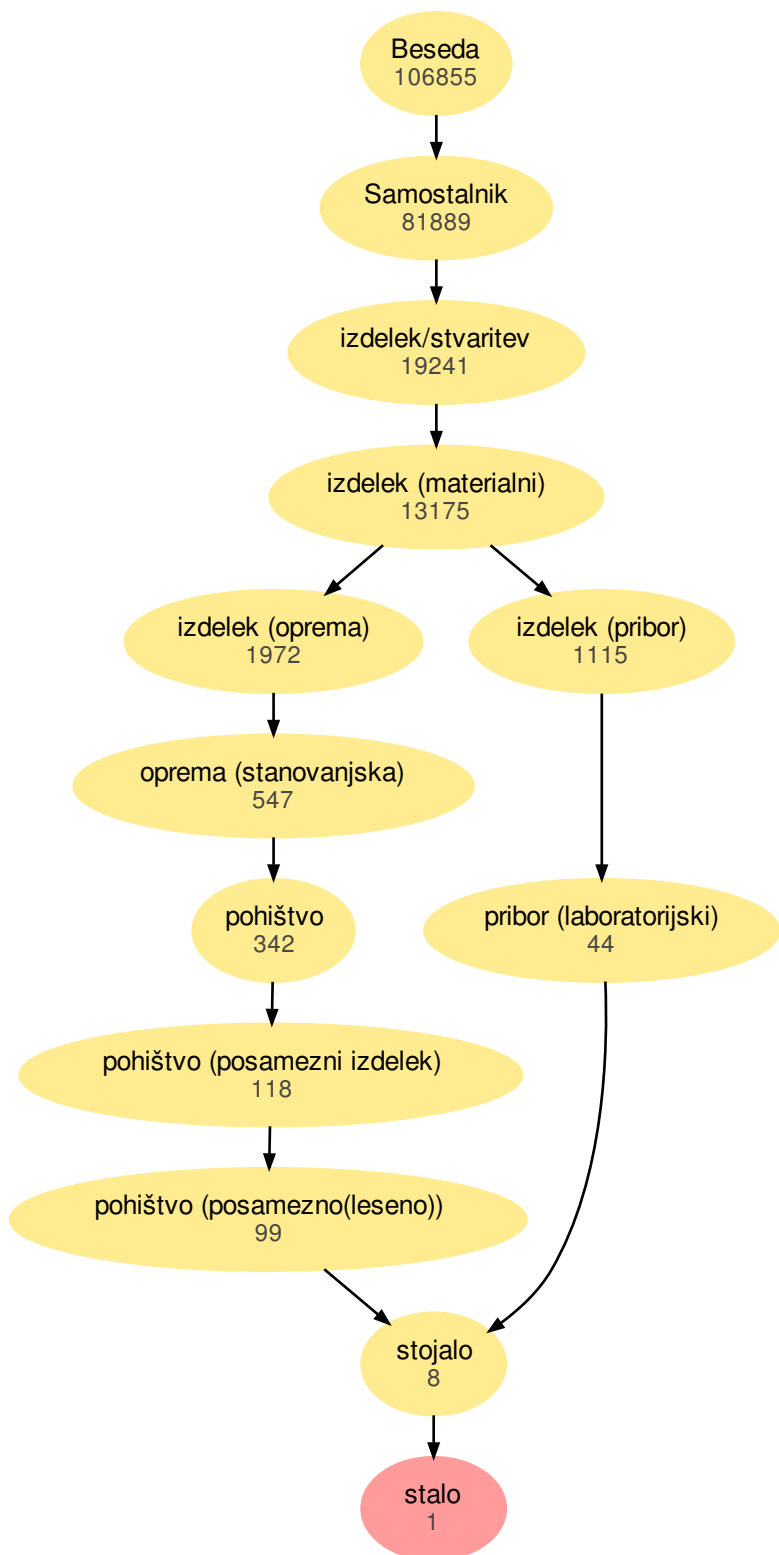 Beseda
106855
Samostalnik
81889
izdelek/stvaritev
19241
izdelek (materialni)
13175
izdelek (oprema)
1972
izdelek (pribor)
1115
oprema (stanovanjska)
547
pohištvo
342
pribor (laboratorijski)
44
pohištvo (posamezni izdelek)
118
pohištvo (posamezno(leseno))
99
stojalo
8
stalo
1